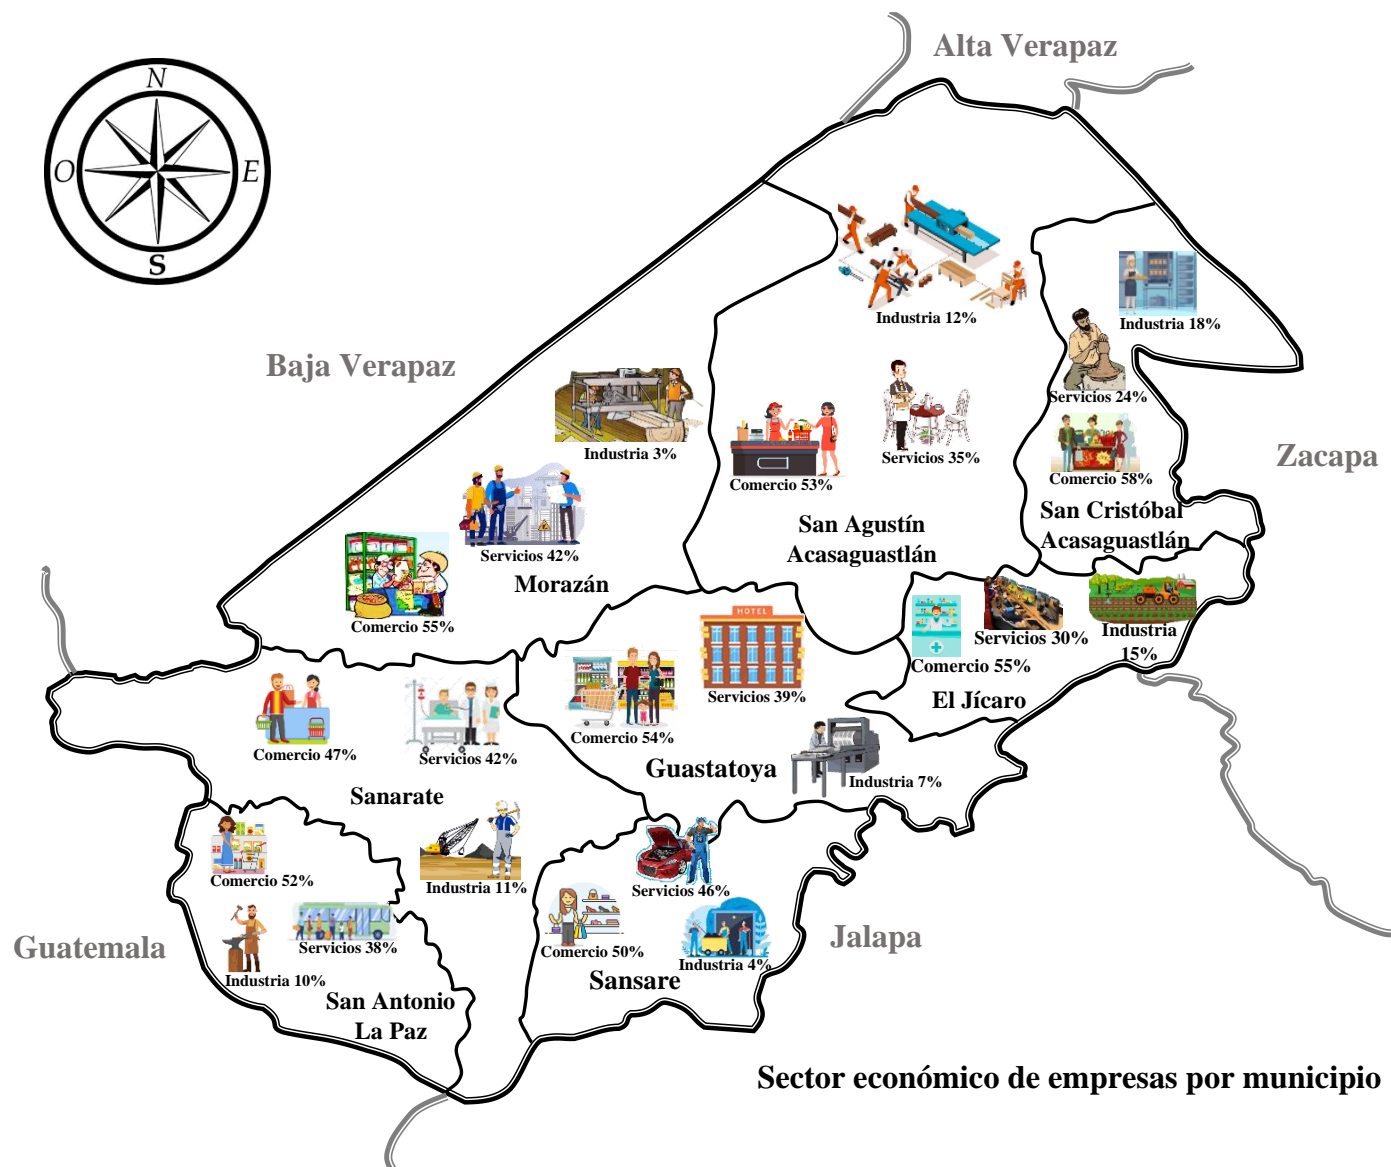 Alta Verapaz
N
O
E
S
Industria 12%
Industria 18%
Baja Verapaz
Servicios 24%
Industria 3%
Servicios 35%
Zacapa
Comercio 53%
Comercio 58%
San Agustín
Acasaguastlán
San Cristóbal
Acasaguastlán
Servicios 42%
Morazán
Comercio 55%
HOTEL
Servicios 30%
Industria
15%
Comercio 55%
El Jícaro
Servicios 39%
Comercio 54%
Guastatoya
Industria 7%
Comercio 47%
Servicios 42%
Sanarate
Comercio 52%
Industria 11%
Servicios 46%
Guatemala
Servicios 38%
Industria 10%
San Antonio
La Paz
Comercio 50%
Industria 4%
Sansare
Jalapa
Sector económico de empresas por municipio